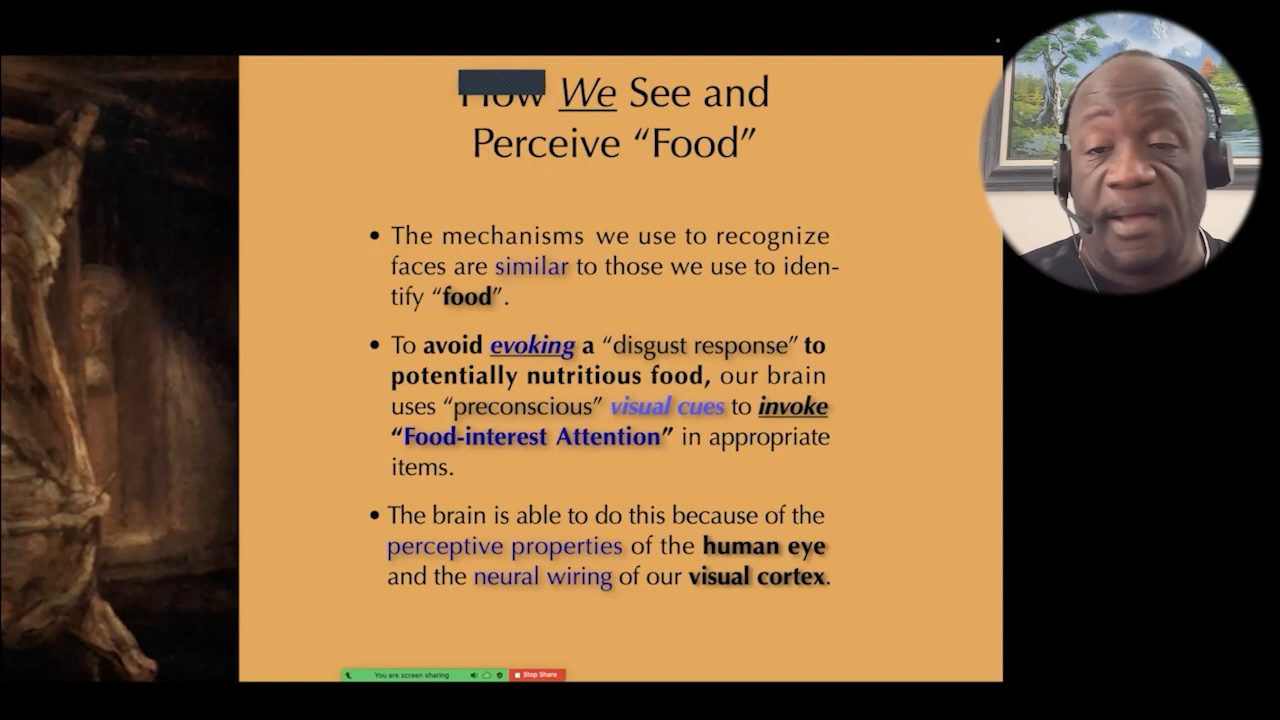 How We See and
Perceive “Food”
• The mechanisms we use to recognize
faces are similar to those we use to iden-
tify “food”.
• To avoid evoking a “disgust response” to
potentially nutritious food, our brain
uses “preconscious” visual cues to invoke
“Food-interest Attention” in appropriate
items.
• The brain is able to do this because of the
perceptive properties of the human eye
and the neural wiring of our visual cortex.
You are screen sharing
Stop Share